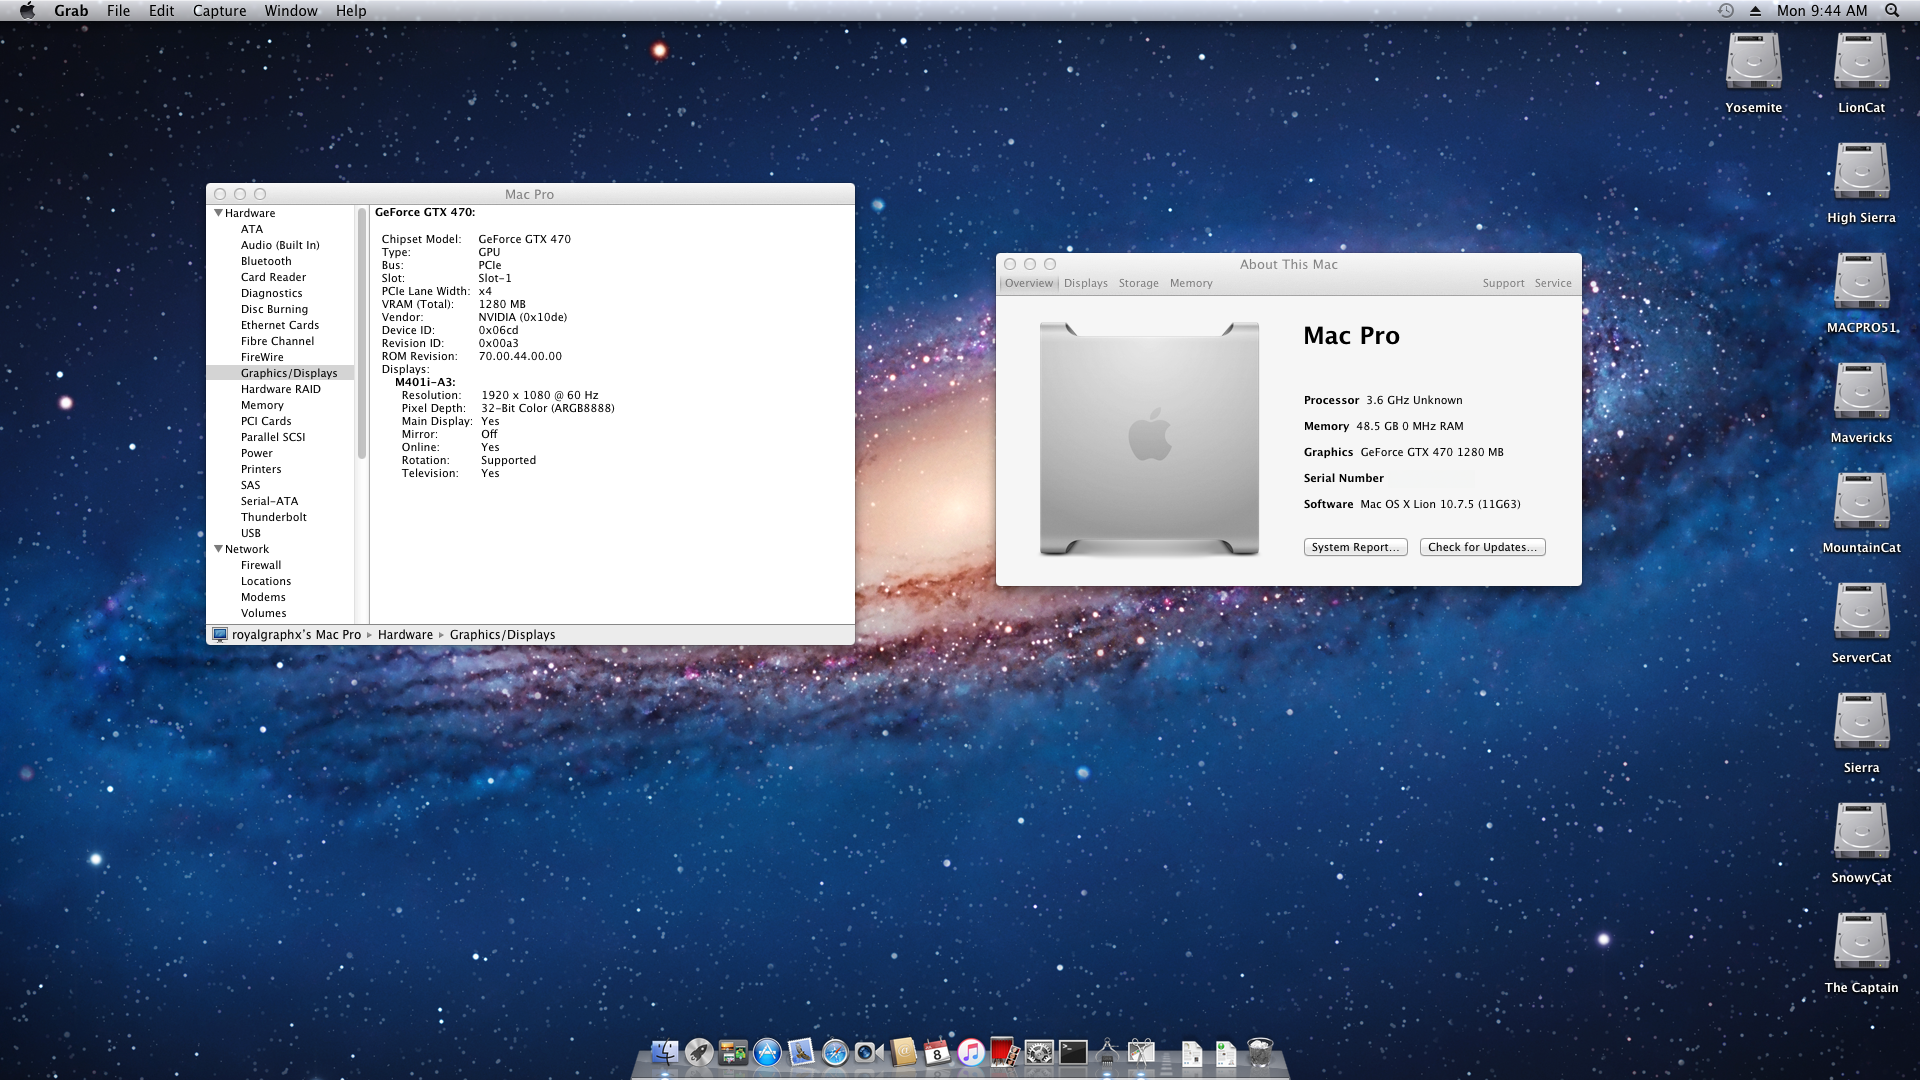 Grab File Edit Capture Window Help
Mon 9:44 AM
Yosemite
LionCat
High Sierra
MACPRO51
Mavericks
MountainCat
ServerCat
Sierra
SnowyCat
The Captain
Mac Pro
Hardware
ATA
Audio (Built In)
Bluetooth
Card Reader
Diagnostics
Disc Burning
Ethernet Cards
Fibre Channel
FireWire
Graphics/Displays
Hardware RAID
Memory
PCI Cards
Parallel SCSI
Power
Printers
SAS
Serial-ATA
Thunderbolt
USB
Network
Firewall
Locations
Modems
Volumes
GeForce GTX 470:
Chipset Model: GeForce GTX 470
Type: GPU
Bus: PCIe
Slot: Slot-1
PCIe Lane Width: x4
VRAM (Total): 1280 MB
Vendor: NVIDIA (0x10de)
Device ID: 0x06cd
Revision ID: 0x00a3
ROM Revision: 70.00.44.00.00
Displays:
M401i-A3:
Resolution: 1920 x 1080 @ 60 Hz
Pixel Depth: 32-Bit Color (ARGB8888)
Main Display: Yes
Mirror: Off
Online: Yes
Rotation: Supported
Television: Yes
royalgraphx's Mac Pro ▸ Hardware ▸ Graphics/Displays
About This Mac
Overview Displays Storage Memory Support Service
Mac Pro
Processor 3.6 GHz Unknown
Memory 48.5 GB 0 MHz RAM
Graphics GeForce GTX 470 1280 MB
Serial Number
Software Mac OS X Lion 10.7.5 (11G63)
System Report... Check for Updates...
8